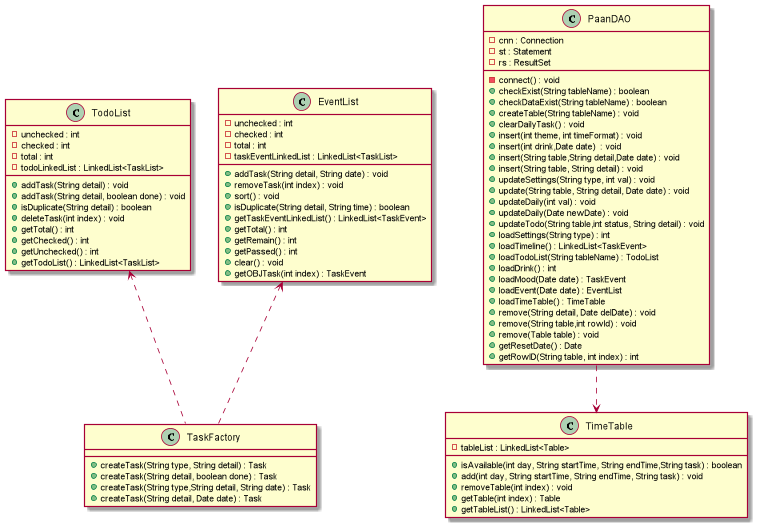 C TodoList
unchecked : int
checked : int
total : int
todoLinkedList : LinkedList<TaskList>
addTask(String detail) : void
addTask(String detail, boolean done) : void
isDuplicate(String detail) : boolean
deleteTask(int index) : void
getTotal() : int
getChecked() : int
getUnchecked() : int
getTodoList() : LinkedList<TaskList>
C EventList
unchecked : int
checked : int
total : int
taskEventLinkedList : LinkedList<TaskList>
addTask(String detail, String date) : void
removeTask(int index) : void
sort() : void
isDuplicate(String detail, String time) : boolean
getTaskEventLinkedList() : LinkedList<TaskEvent>
getTotal() : int
getRemain() : int
getPassed() : int
clear() : void
getOBJTask(int index) : TaskEvent
C PaanDAO
cnn : Connection
st : Statement
rs : ResultSet
connect() : void
checkExist(String tableName) : boolean
checkDataExist(String tableName) : boolean
createTable(String tableName) : void
clearDailyTask() : void
insert(int theme, int timeFormat) : void
insert(int drink,Date date) : void
insert(String table,String detail,Date date) : void
insert(String table, String detail) : void
updateSettings(String type, int val) : void
update(String table, String detail, Date date) : void
updateDaily(int val) : void
updateDaily(Date newDate) : void
updateTodo(String table,int status, String detail) : void
loadSettings(String type) : int
loadTimeline() : LinkedList<TaskEvent>
loadTodoList(String tableName) : TodoList
loadDrink() : int
loadMood(Date date) : TaskEvent
loadEvent(Date date) : EventList
loadTimeTable() : TimeTable
remove(String detail, Date delDate) : void
remove(String table,int rowId) : void
remove(Table table) : void
getResetDate() : Date
getRowID(String table, int index) : int
C TaskFactory
createTask(String type, String detail) : Task
createTask(String detail, boolean done) : Task
createTask(String type,String detail, String date) : Task
createTask(String detail, Date date) : Task
C TimeTable
tableList : LinkedList<Table>
isAvailable(int day, String startTime, String endTime,String task) : boolean
add(int day, String startTime, String endTime, String task) : void
removeTable(int index) : void
getTable(int index) : Table
getTableList() : LinkedList<Table>